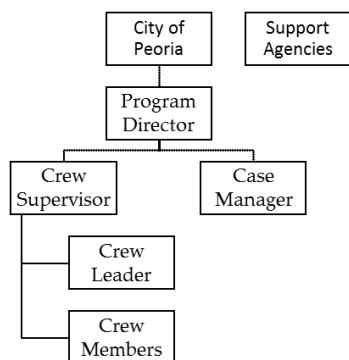 City of
Peoria
Support
Agencies
Program
Director
Crew
Supervisor
Case
Manager
Crew
Leader
Crew
Members